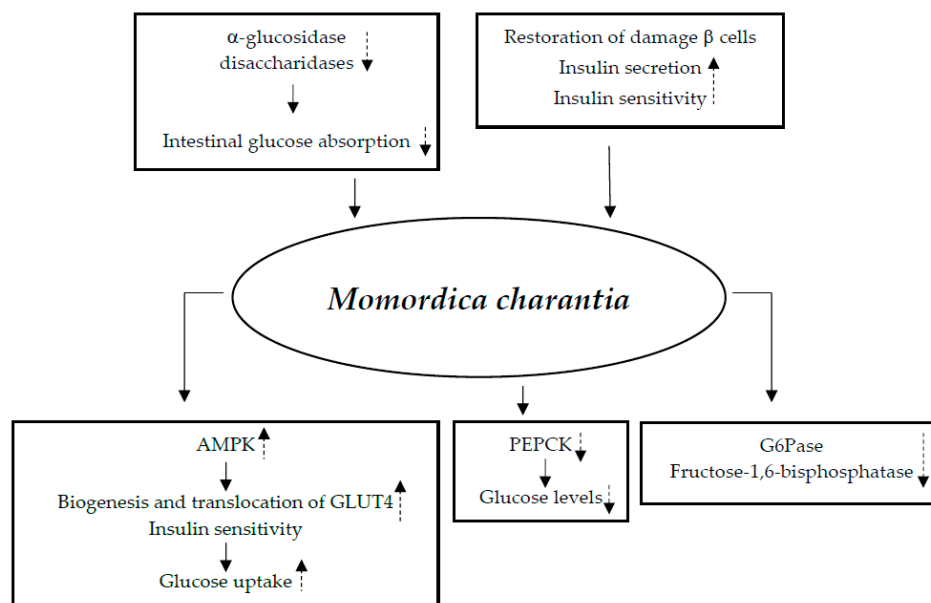 α-glucosidase
disaccharidases
Intestinal glucose absorption
Restoration of damage β cells
Insulin secretion
Insulin sensitivity
Momordica charantia
AMPK
Biogenesis and translocation of GLUT4
Insulin sensitivity
Glucose uptake
PEPCK
Glucose levels
G6Pase
Fructose-1,6-bisphosphatase